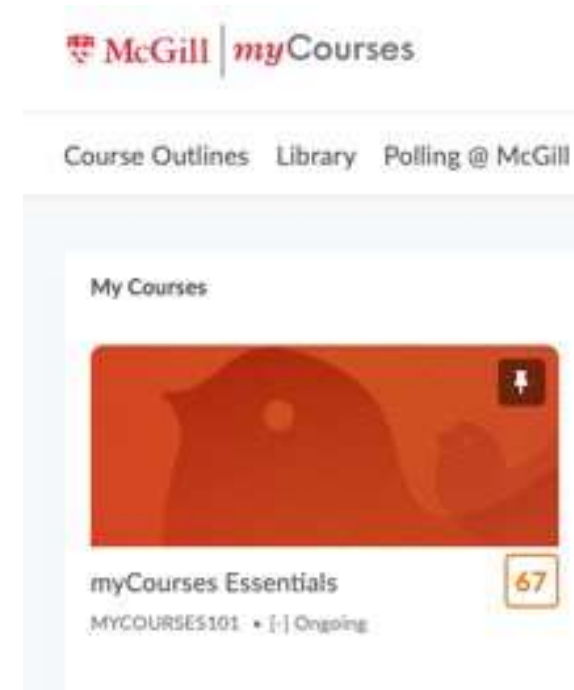 McGill myCourses
Course Outlines Library Polling @ McGill
My Courses
myCourses Essentials 67
MYCOURSES101 • [-] Ongoing